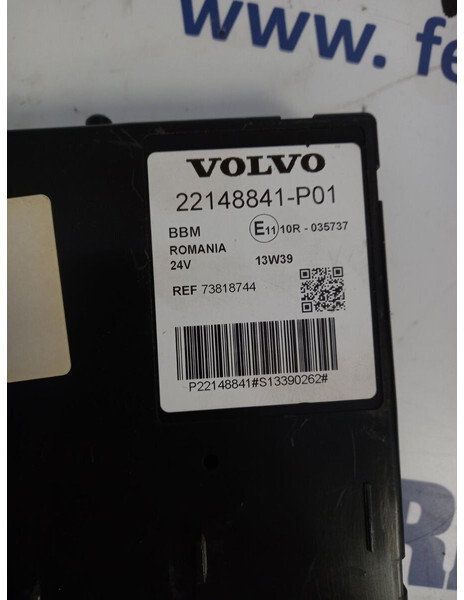 www.fe
VOLVO
22148841-P01
BBM E11 10R - 035737
ROMANIA
24V 13W39
REF 73818744
P22148841#S13390262#